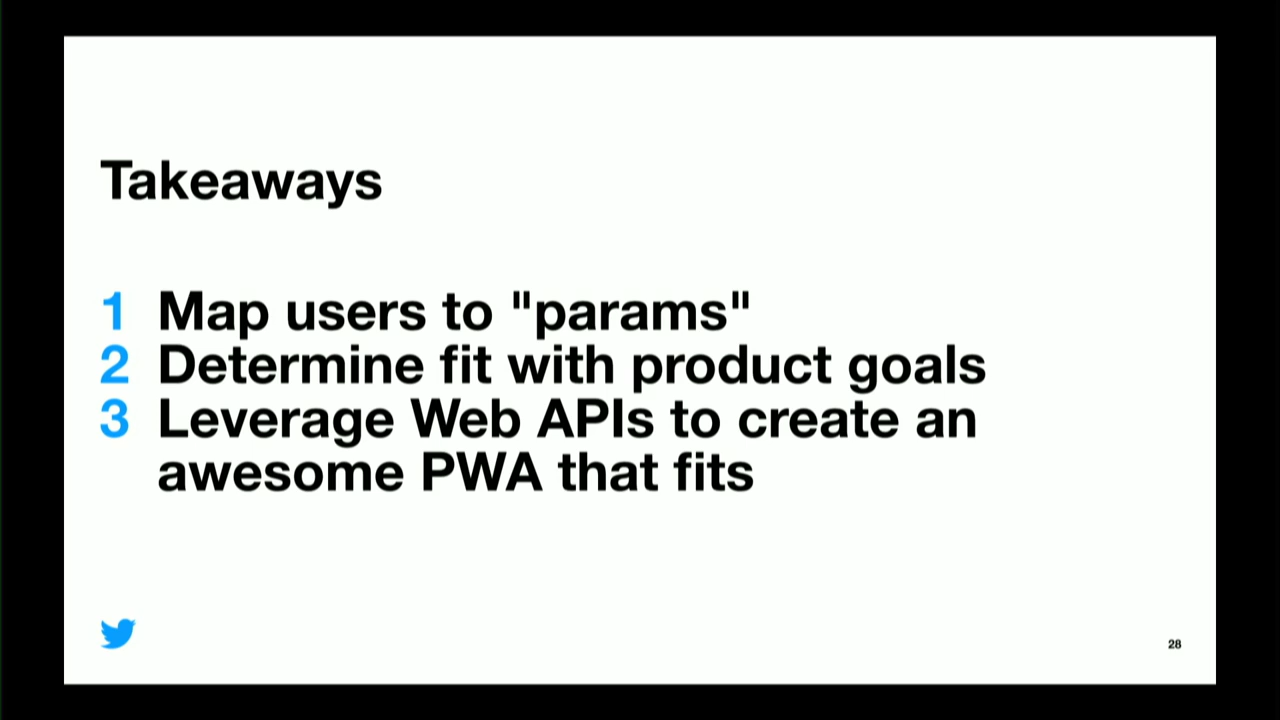 Takeaways
1 Map users to "params"
2 Determine fit with product goals
3 Leverage Web APIs to create an
awesome PWA that fits
28